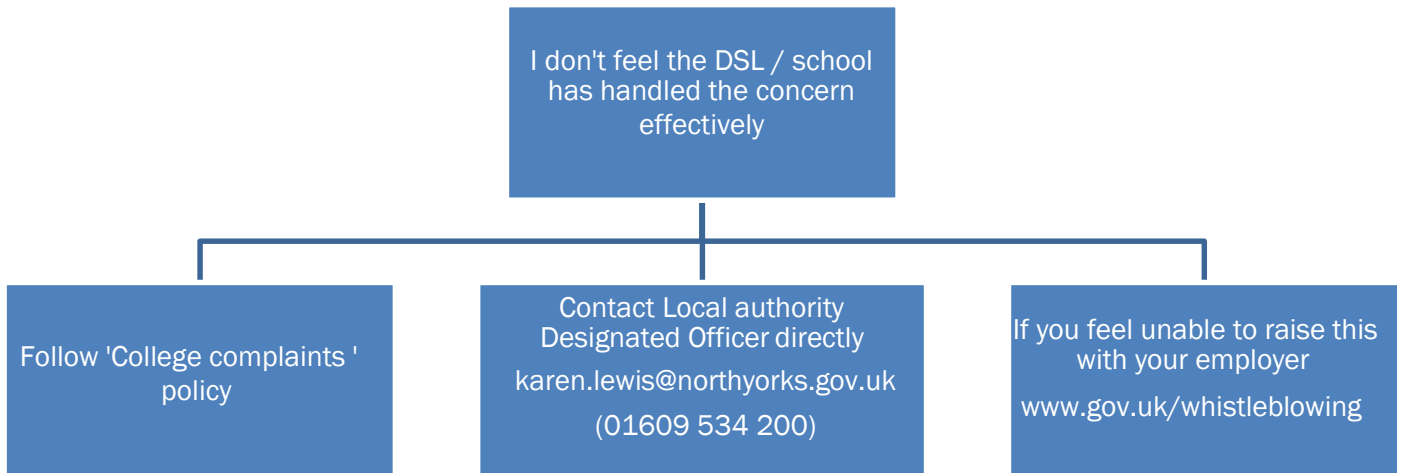 I don't feel the DSL / school
has handled the concern
effectively
Follow 'College complaints '
policy
Contact Local authority
Designated Officer directly
karen.lewis@northyorks.gov.uk
(01609 534 200)
If you feel unable to raise this
with your employer
www.gov.uk/whistleblowing